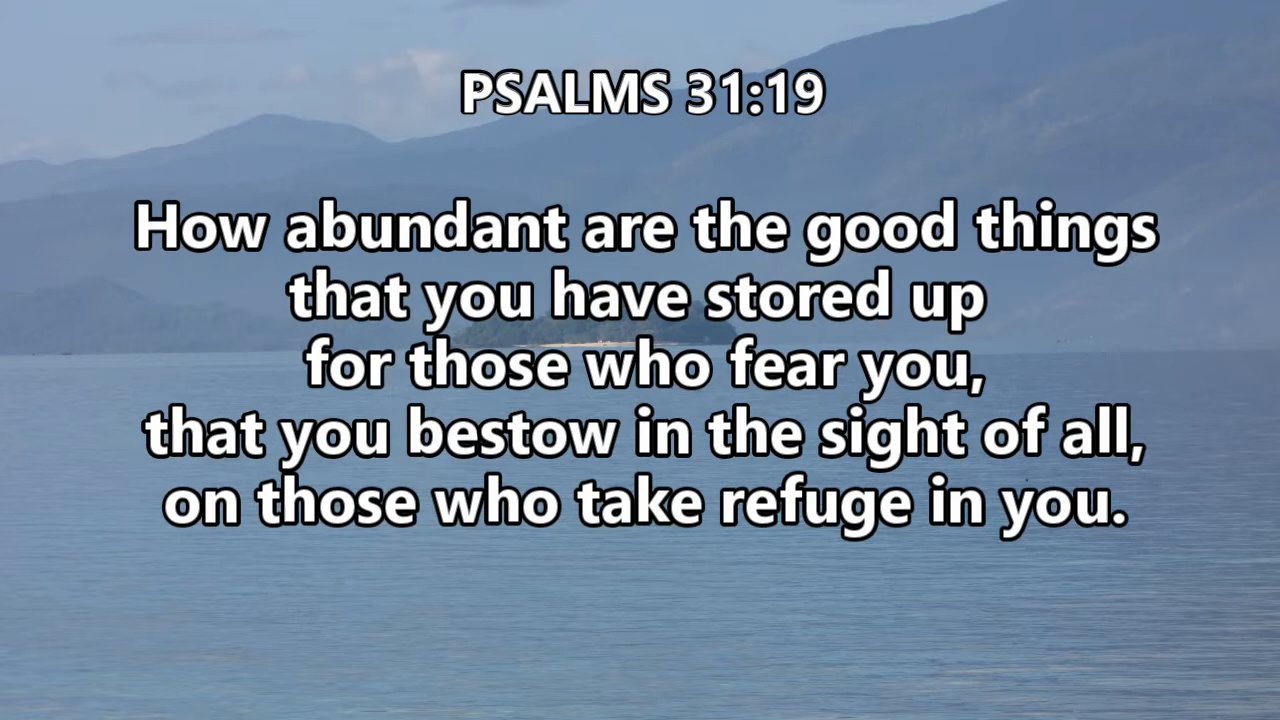 PSALMS 31:19
How abundant are the good things
that you have stored up
for those who fear you,
that you bestow in the sight of all,
on those who take refuge in you.